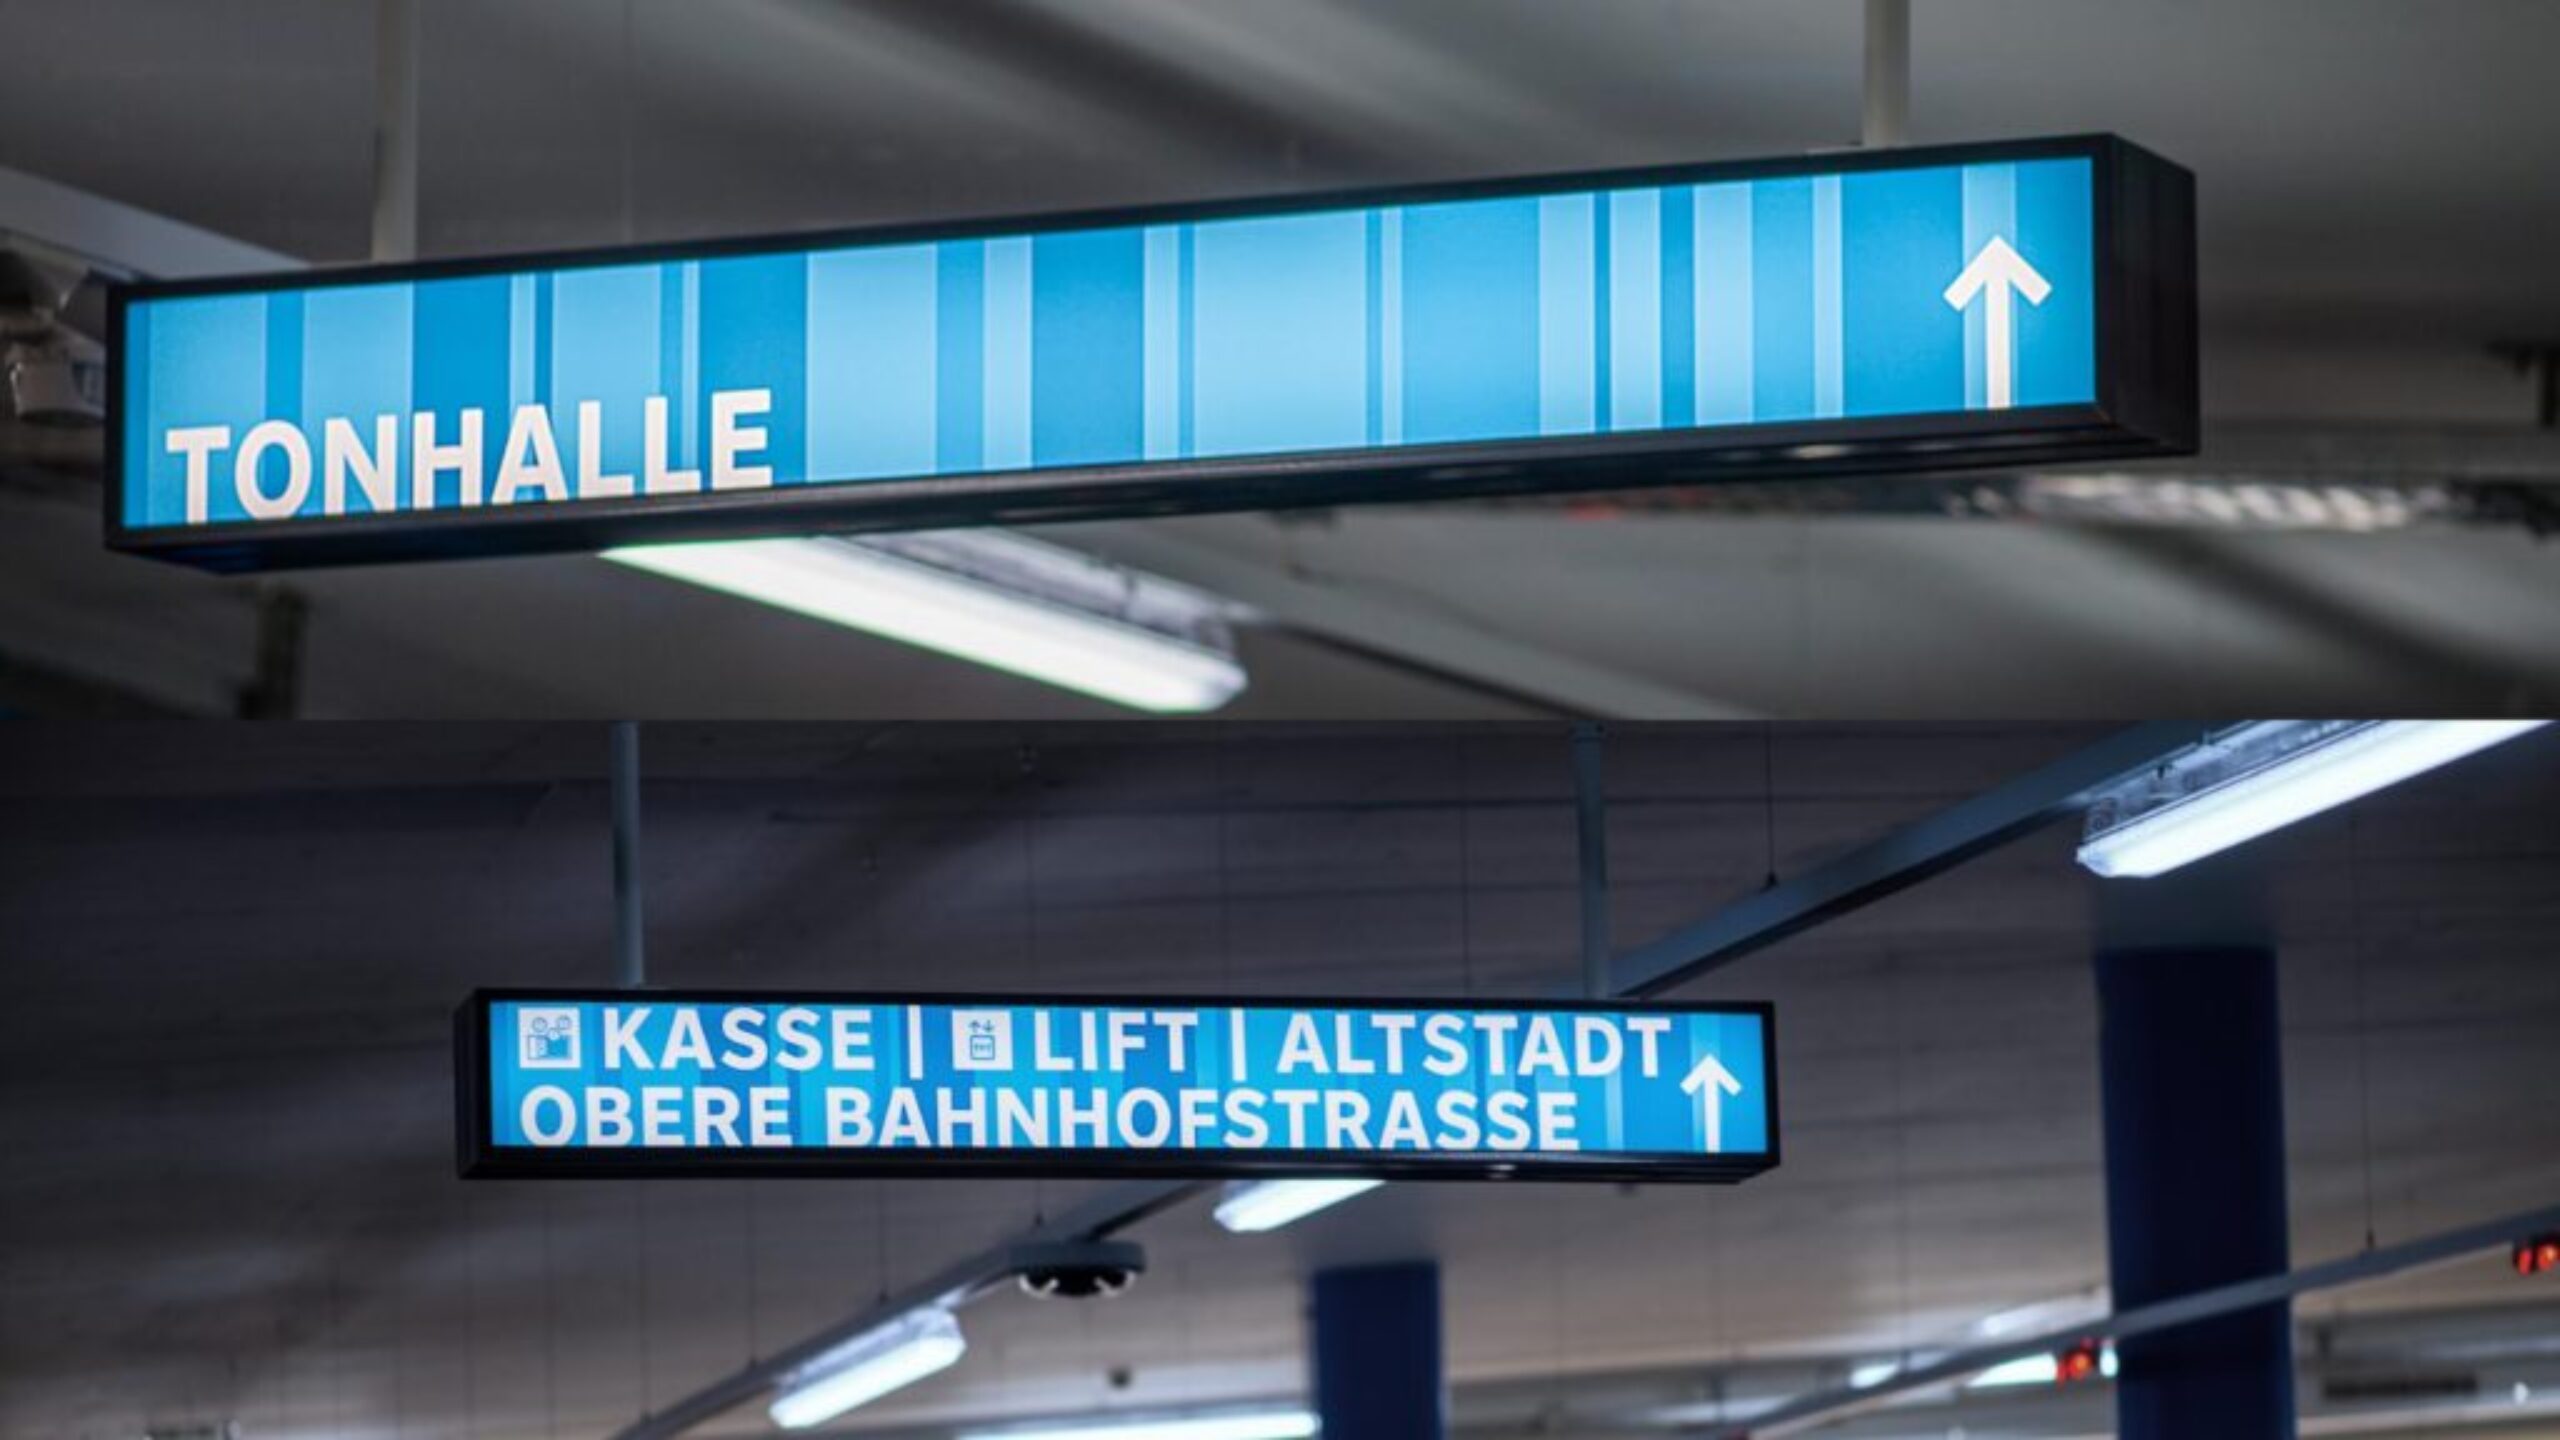 TONHALLE
KASSE | LIFT | ALTSTADT
OBERE BAHNHOFSTRASSE